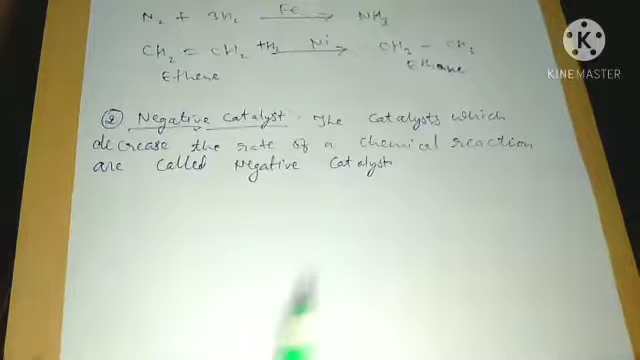 N₂ + 3H₂ Fe → NH₃
CH₂ = CH₂ +H₂ Ni → CH₃ - CH₃
Ethene Ethane
② Negative Catalyst. The Catalysts which
decrease the rate of a chemical reaction
are called Negative Catalyst
K
KINEMASTER